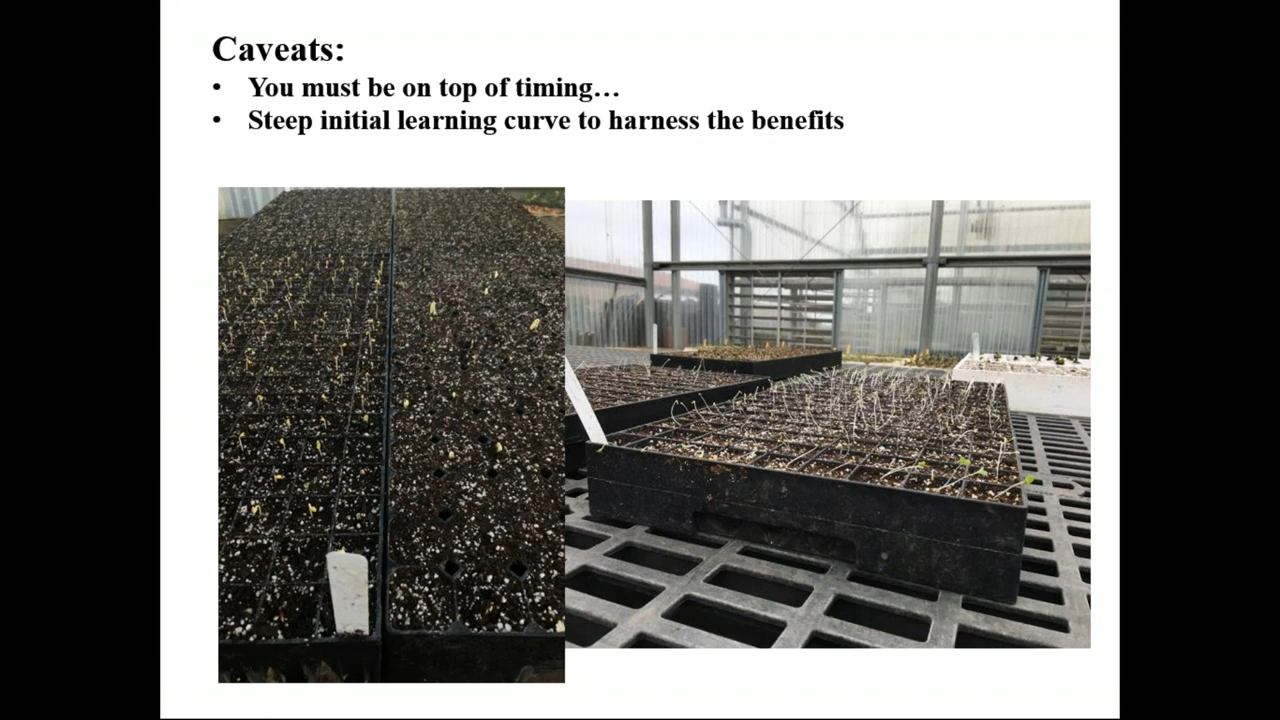 Caveats:
• You must be on top of timing…
• Steep initial learning curve to harness the benefits